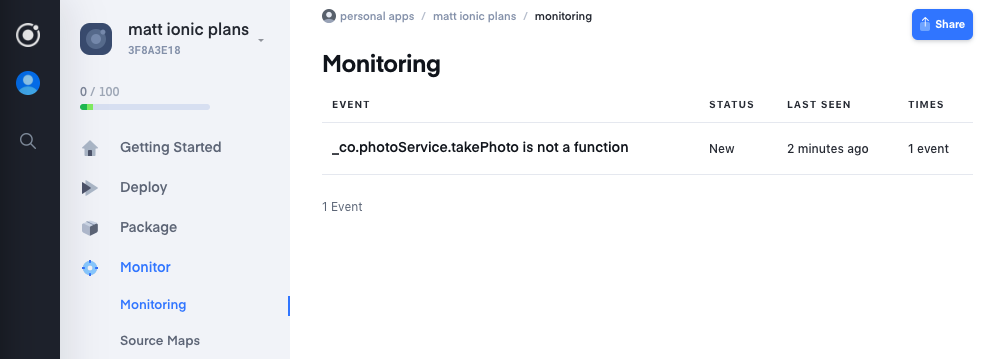 matt ionic plans
3F8A3E18
0 / 100
Getting Started
Deploy
Package
Monitor
Monitoring
Source Maps
personal apps / matt ionic plans / monitoring
Share
Monitoring
EVENT STATUS LAST SEEN TIMES
_co.photoService.takePhoto is not a function New 2 minutes ago 1 event
1 Event